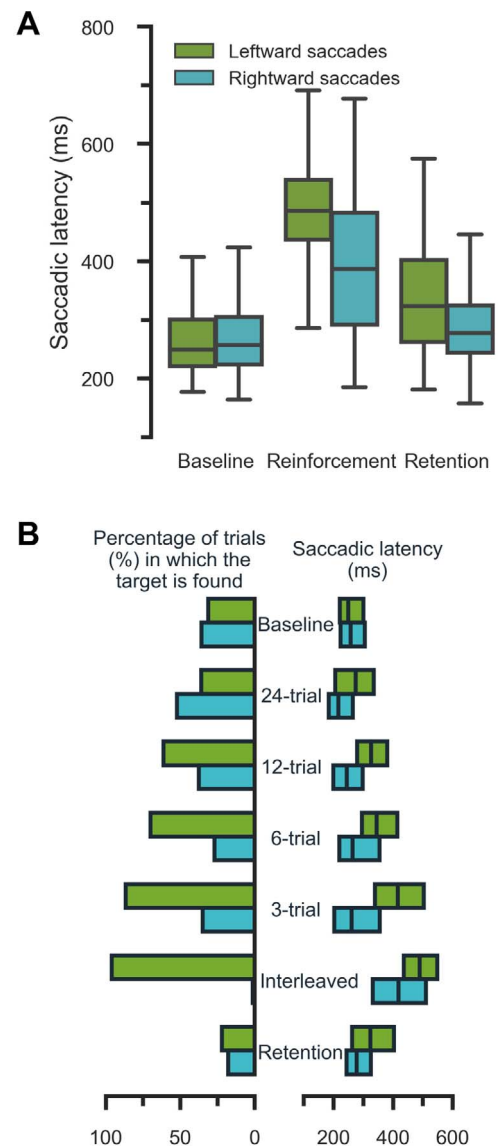 A
800
Leftward saccades
Rightward saccades
600
Saccadic latency (ms)
400
200
Baseline Reinforcement Retention
B
Percentage of trials
(%) in which the
target is found
Saccadic latency
(ms)
Baseline
24-trial
12-trial
6-trial
3-trial
Interleaved
Retention
100 50 0 200 400 600